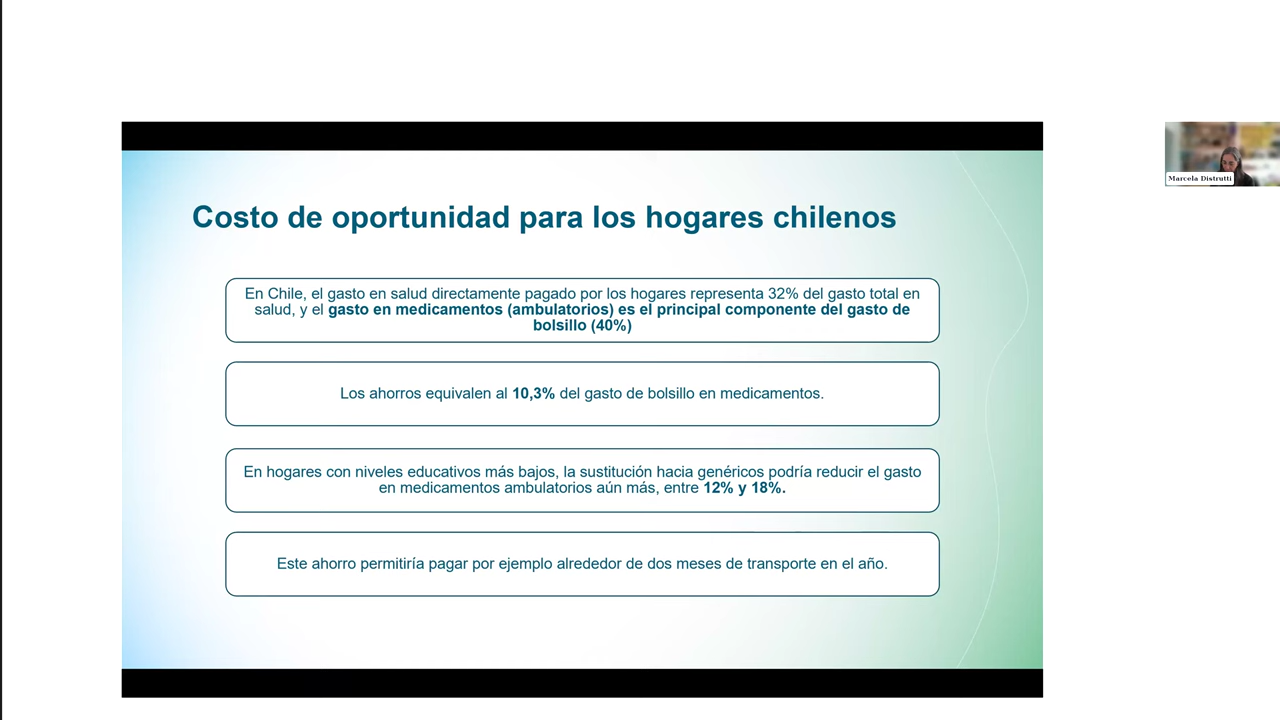 Costo de oportunidad para los hogares chilenos
En Chile, el gasto en salud directamente pagado por los hogares representa 32% del gasto total en
salud, y el gasto en medicamentos (ambulatorios) es el principal componente del gasto de
bolsillo (40%)
Los ahorros equivalen al 10,3% del gasto de bolsillo en medicamentos.
En hogares con niveles educativos más bajos, la sustitución hacia genéricos podría reducir el gasto
en medicamentos ambulatorios aún más, entre 12% y 18%.
Este ahorro permitiría pagar por ejemplo alrededor de dos meses de transporte en el año.
Marcela Distrutti